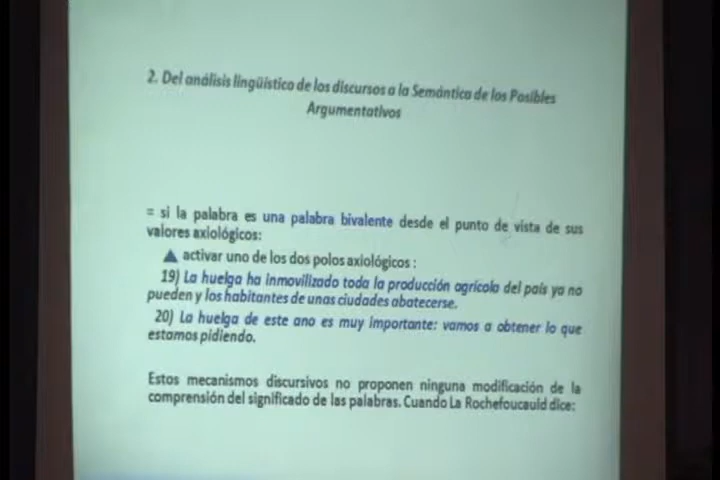 2. Del análisis lingüístico de los discursos a la Semántica de los Posibles
Argumentativos
= si la palabra es una palabra bivalente desde el punto de vista de sus
valores axiológicos:
▲ activar uno de los dos polos axiológicos :
19) La huelga ha inmovilizado toda la producción agrícola del país ya no
pueden y los habitantes de unas ciudades abatecerse.
20) La huelga de este ano es muy importante: vamos a obtener lo que
estamos pidiendo.
Estos mecanismos discursivos no proponen ninguna modificación de la
comprensión del significado de las palabras. Cuando La Rochefoucauld dice: